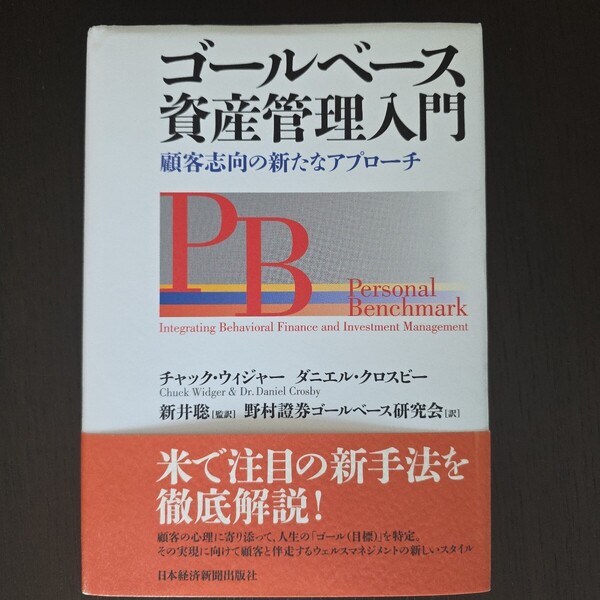 ゴールベース
資産管理入門
顧客志向の新たなアプローチ
PB
Personal
Benchmark
Integrating Behavioral Finance and Investment Management
チャック・ウィジャー ダニエル・クロスビー
Chuck Widger & Dr. Daniel Crosby
新井聡[監訳] 野村證券ゴールベース研究会[訳]
米で注目の新手法を
徹底解説!
顧客の心理に寄り添って、人生の「ゴール(目標)」を特定。
その実現に向けて顧客と伴走するウェルスマネジメントの新しいスタイル
日本経済新聞出版社